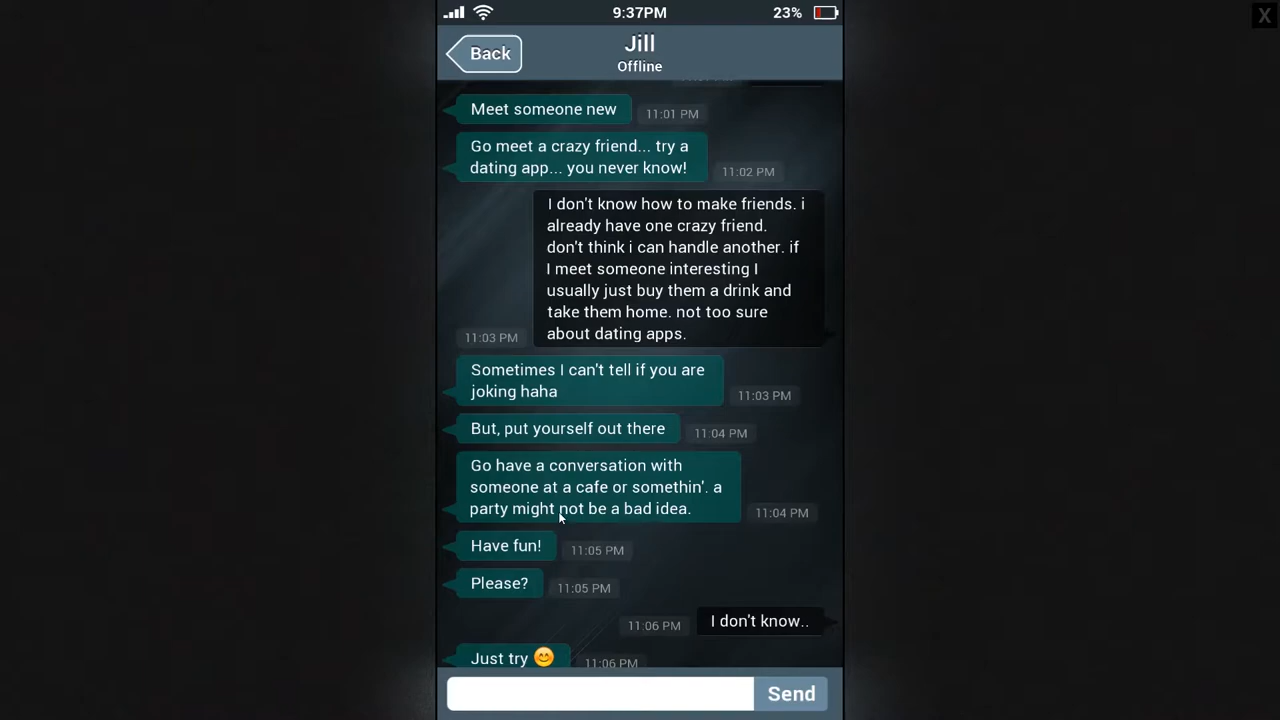 9:37PM
23%
X
Back
Jill
Offline
Meet someone new
11:01 PM
Go meet a crazy friend... try a
dating app... you never know!
11:02 PM
I don't know how to make friends. i
already have one crazy friend.
don't think i can handle another. if
I meet someone interesting I
usually just buy them a drink and
take them home. not too sure
about dating apps.
11:03 PM
Sometimes I can't tell if you are
joking haha
11:03 PM
But, put yourself out there
11:04 PM
Go have a conversation with
someone at a cafe or somethin'. a
party might not be a bad idea.
11:04 PM
Have fun!
11:05 PM
Please?
11:05 PM
11:06 PM
I don't know..
Just try 😊
11:06 PM
Send